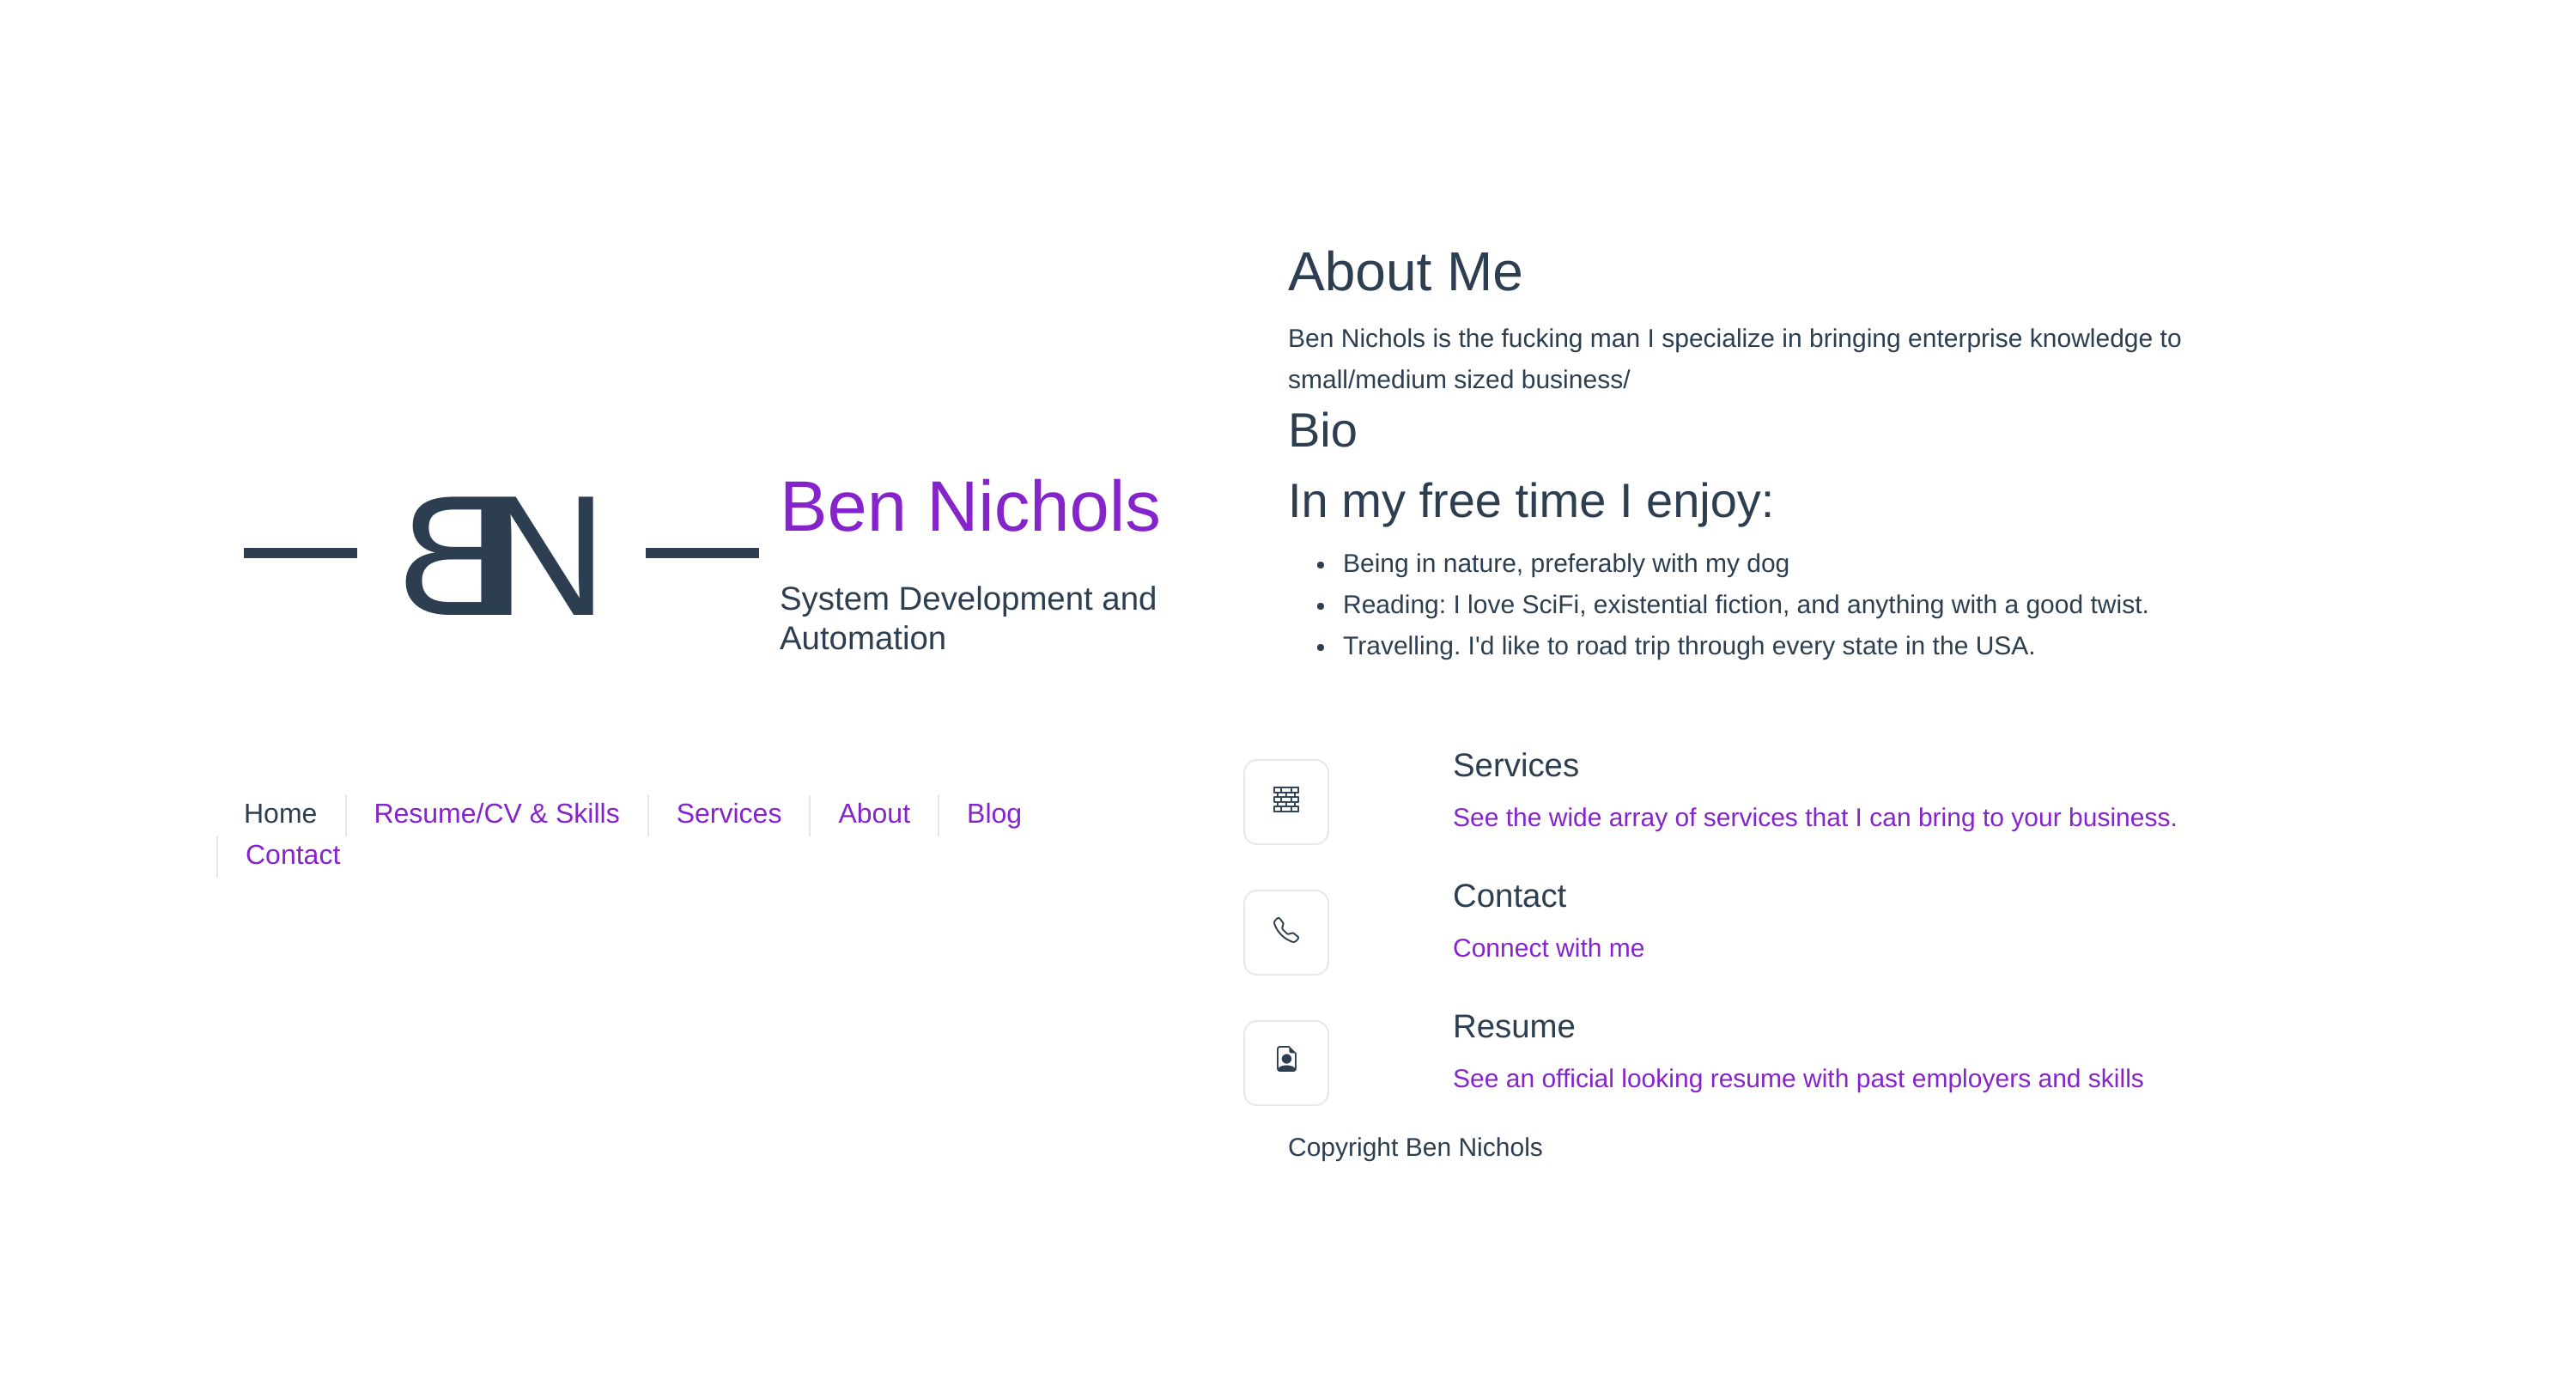 BN
Ben Nichols
System Development and
Automation
Home
Resume/CV & Skills
Services
About
Blog
Contact
About Me
Ben Nichols is the fucking man I specialize in bringing enterprise knowledge to
small/medium sized business/
Bio
In my free time I enjoy:
Being in nature, preferably with my dog
Reading: I love SciFi, existential fiction, and anything with a good twist.
Travelling. I'd like to road trip through every state in the USA.
Services
See the wide array of services that I can bring to your business.
Contact
Connect with me
Resume
See an official looking resume with past employers and skills
Copyright Ben Nichols